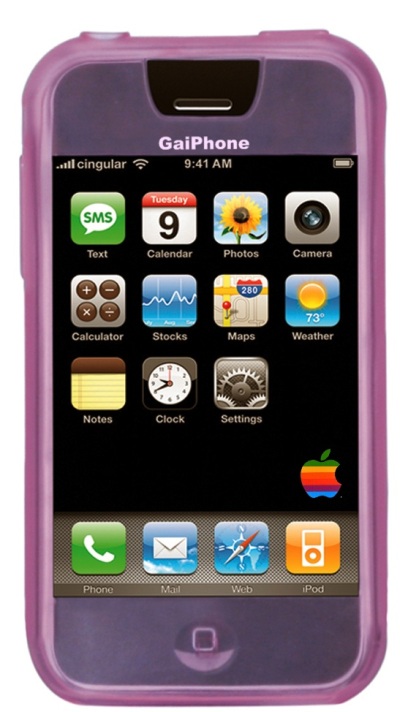 GaiPhone
cingular 9:41 AM
SMS Tuesday 9
Text Calendar Photos Camera
280 73°
Calculator Stocks Maps Weather
Notes Clock Settings
Phone Mail Web iPod